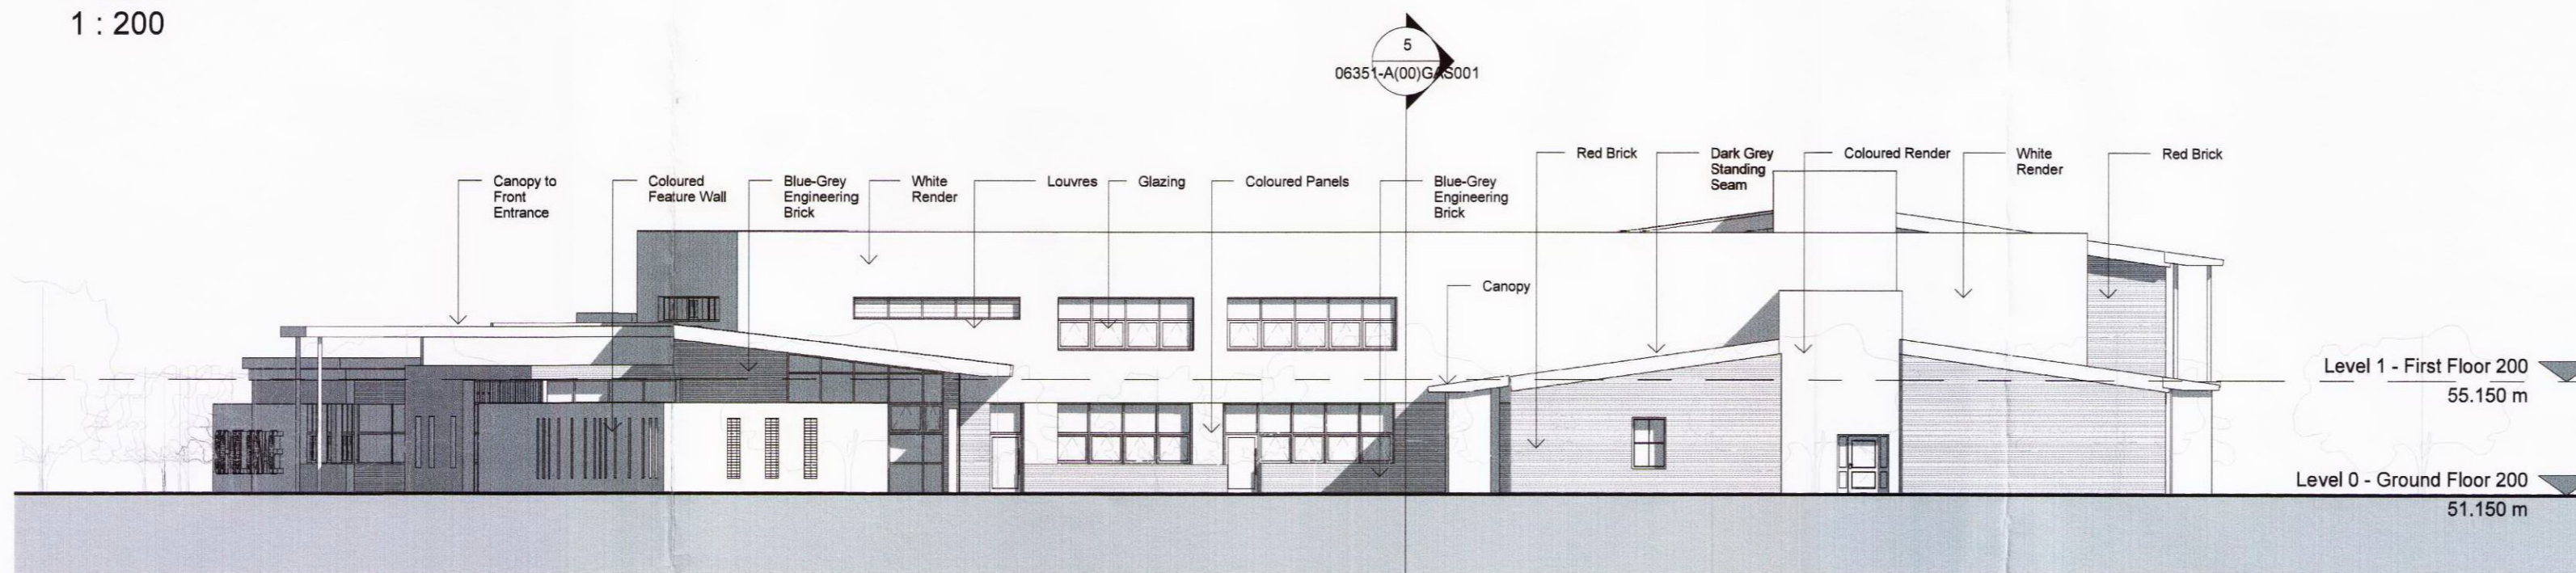 1 : 200
5
06351-A(00)GAS001
Canopy to
Front
Entrance
Coloured
Feature Wall
Blue-Grey
Engineering
Brick
White
Render
Louvres
Glazing
Coloured Panels
Blue-Grey
Engineering
Brick
Red Brick
Dark Grey
Standing
Seam
Coloured Render
White
Render
Red Brick
Canopy
Level 1 - First Floor 200
55.150 m
Level 0 - Ground Floor 200
51.150 m